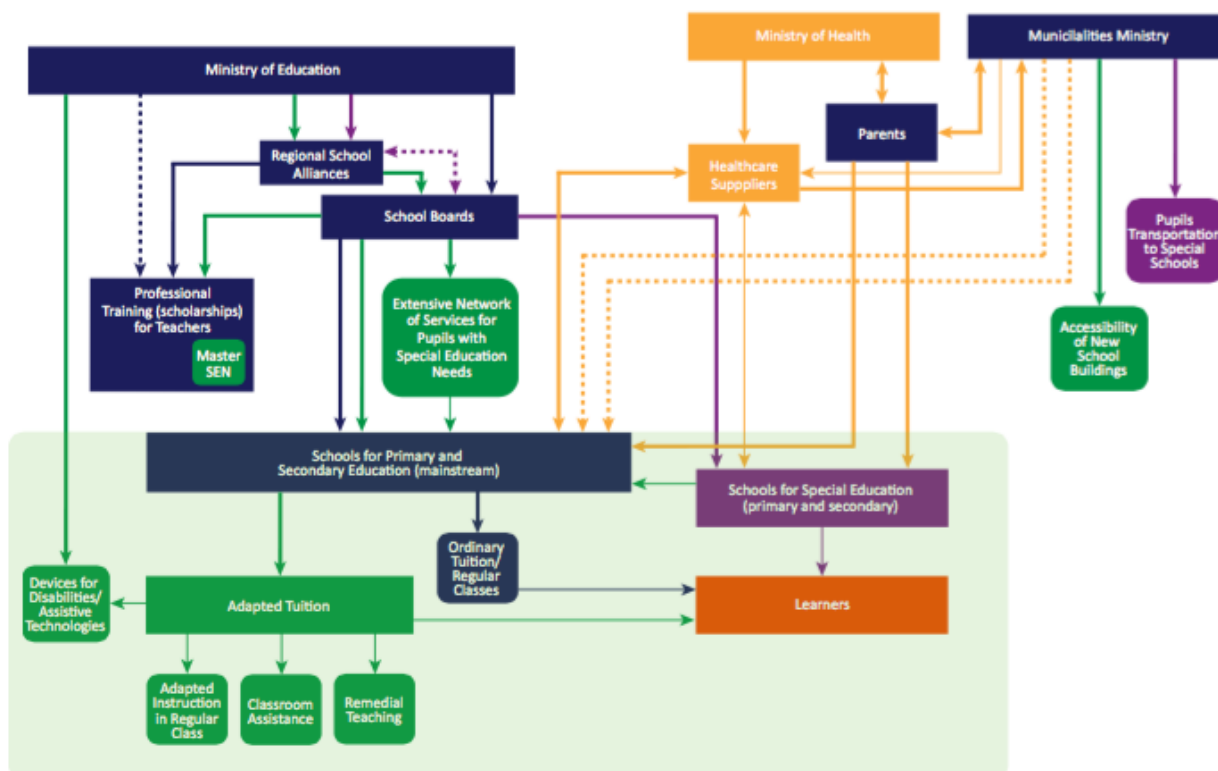 Ministry of Health
Municilalities Ministry
Ministry of Education
Parents
Regional School
Alliances
Healthcare
Supppliers
School Boards
Pupils
Transportation
to Special
Schools
Professional
Training (scholarships)
for Teachers
Master
SEN
Extensive Network
of Services for
Pupils with
Special Education
Needs
Accessibility
of New
School
Buildings
Schools for Primary and
Secondary Education (mainstream)
Schools for Special Education
(primary and secondary)
Ordinary
Tuition/
Regular
Classes
Devices for
Disabilities/
Assistive
Technologies
Adapted Tuition
Learners
Adapted
Instruction
in Regular
Class
Classroom
Assistance
Remedial
Teaching